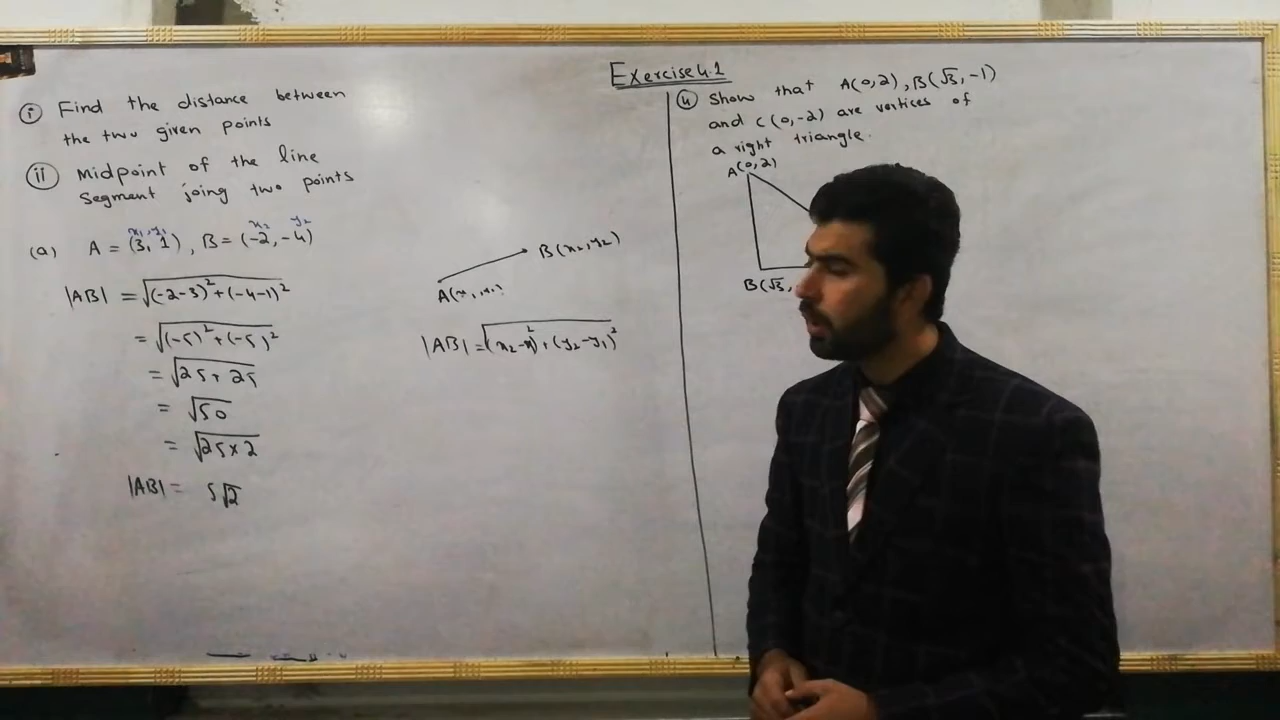 Exercise 4.1
i Find the distance between
the two given points
ii Midpoint of the line
Segment joing two points
x₁, y₁ x₂ y₂
(a) A = (3, 1), B = (-2, -4)
|AB| = √(-2-3)² + (-4-1)²
= √(-5)² + (-5)²
= √25 + 25
= √50
= √25 × 2
|AB| = 5√2
B(x₂, y₂)
A(
|AB| = √(x₂-x₁)² + (y₂-y₁)²
4 Show that A(0,2), B(√3, -1)
and C(0,-2) are vertices of
a right triangle.
A(0,2)
B(√3,